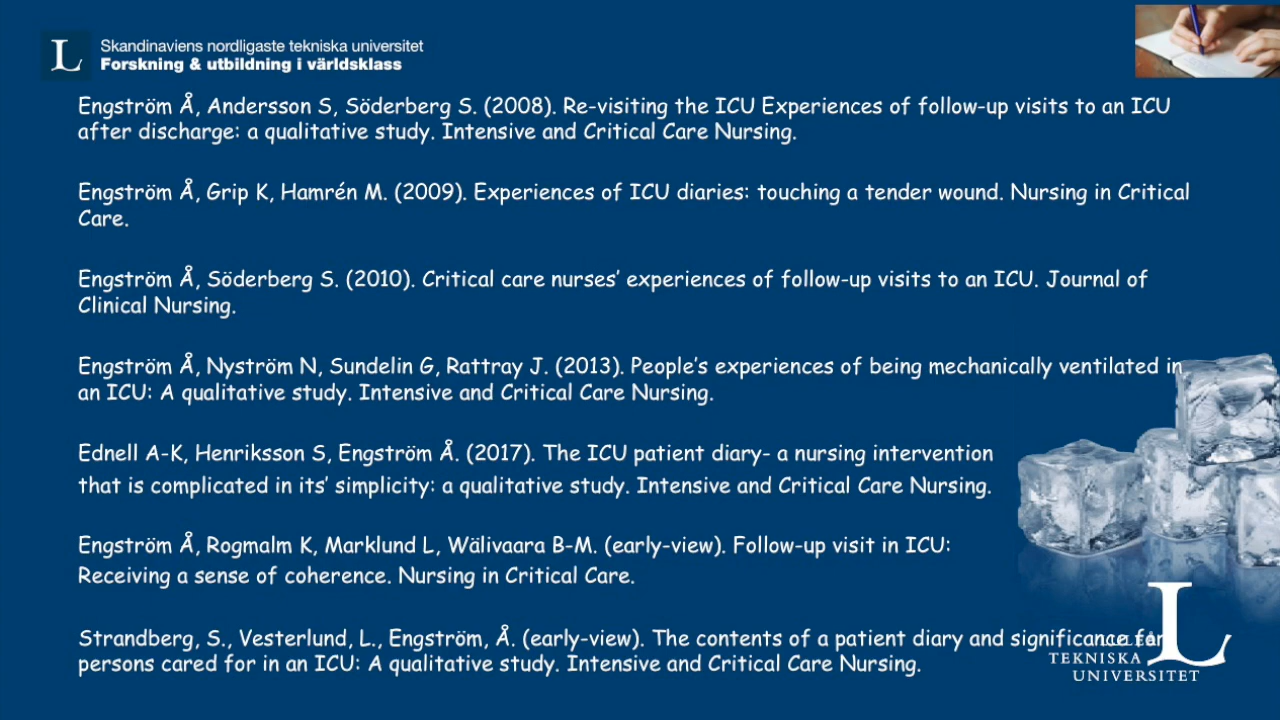 L
Skandinaviens nordligaste tekniska universitet
Forskning & utbildning i världsklass
Engström Å, Andersson S, Söderberg S. (2008). Re-visiting the ICU Experiences of follow-up visits to an ICU
after discharge: a qualitative study. Intensive and Critical Care Nursing.
Engström Å, Grip K, Hamrén M. (2009). Experiences of ICU diaries: touching a tender wound. Nursing in Critical
Care.
Engström Å, Söderberg S. (2010). Critical care nurses’ experiences of follow-up visits to an ICU. Journal of
Clinical Nursing.
Engström Å, Nyström N, Sundelin G, Rattray J. (2013). People’s experiences of being mechanically ventilated in
an ICU: A qualitative study. Intensive and Critical Care Nursing.
Ednell A-K, Henriksson S, Engström Å. (2017). The ICU patient diary- a nursing intervention
that is complicated in its’ simplicity: a qualitative study. Intensive and Critical Care Nursing.
Engström Å, Rogmalm K, Marklund L, Wälivaara B-M. (early-view). Follow-up visit in ICU:
Receiving a sense of coherence. Nursing in Critical Care.
Strandberg, S., Vesterlund, L., Engström, Å. (early-view). The contents of a patient diary and significance for
persons cared for in an ICU: A qualitative study. Intensive and Critical Care Nursing.
L
TEKNISKA
UNIVERSITET